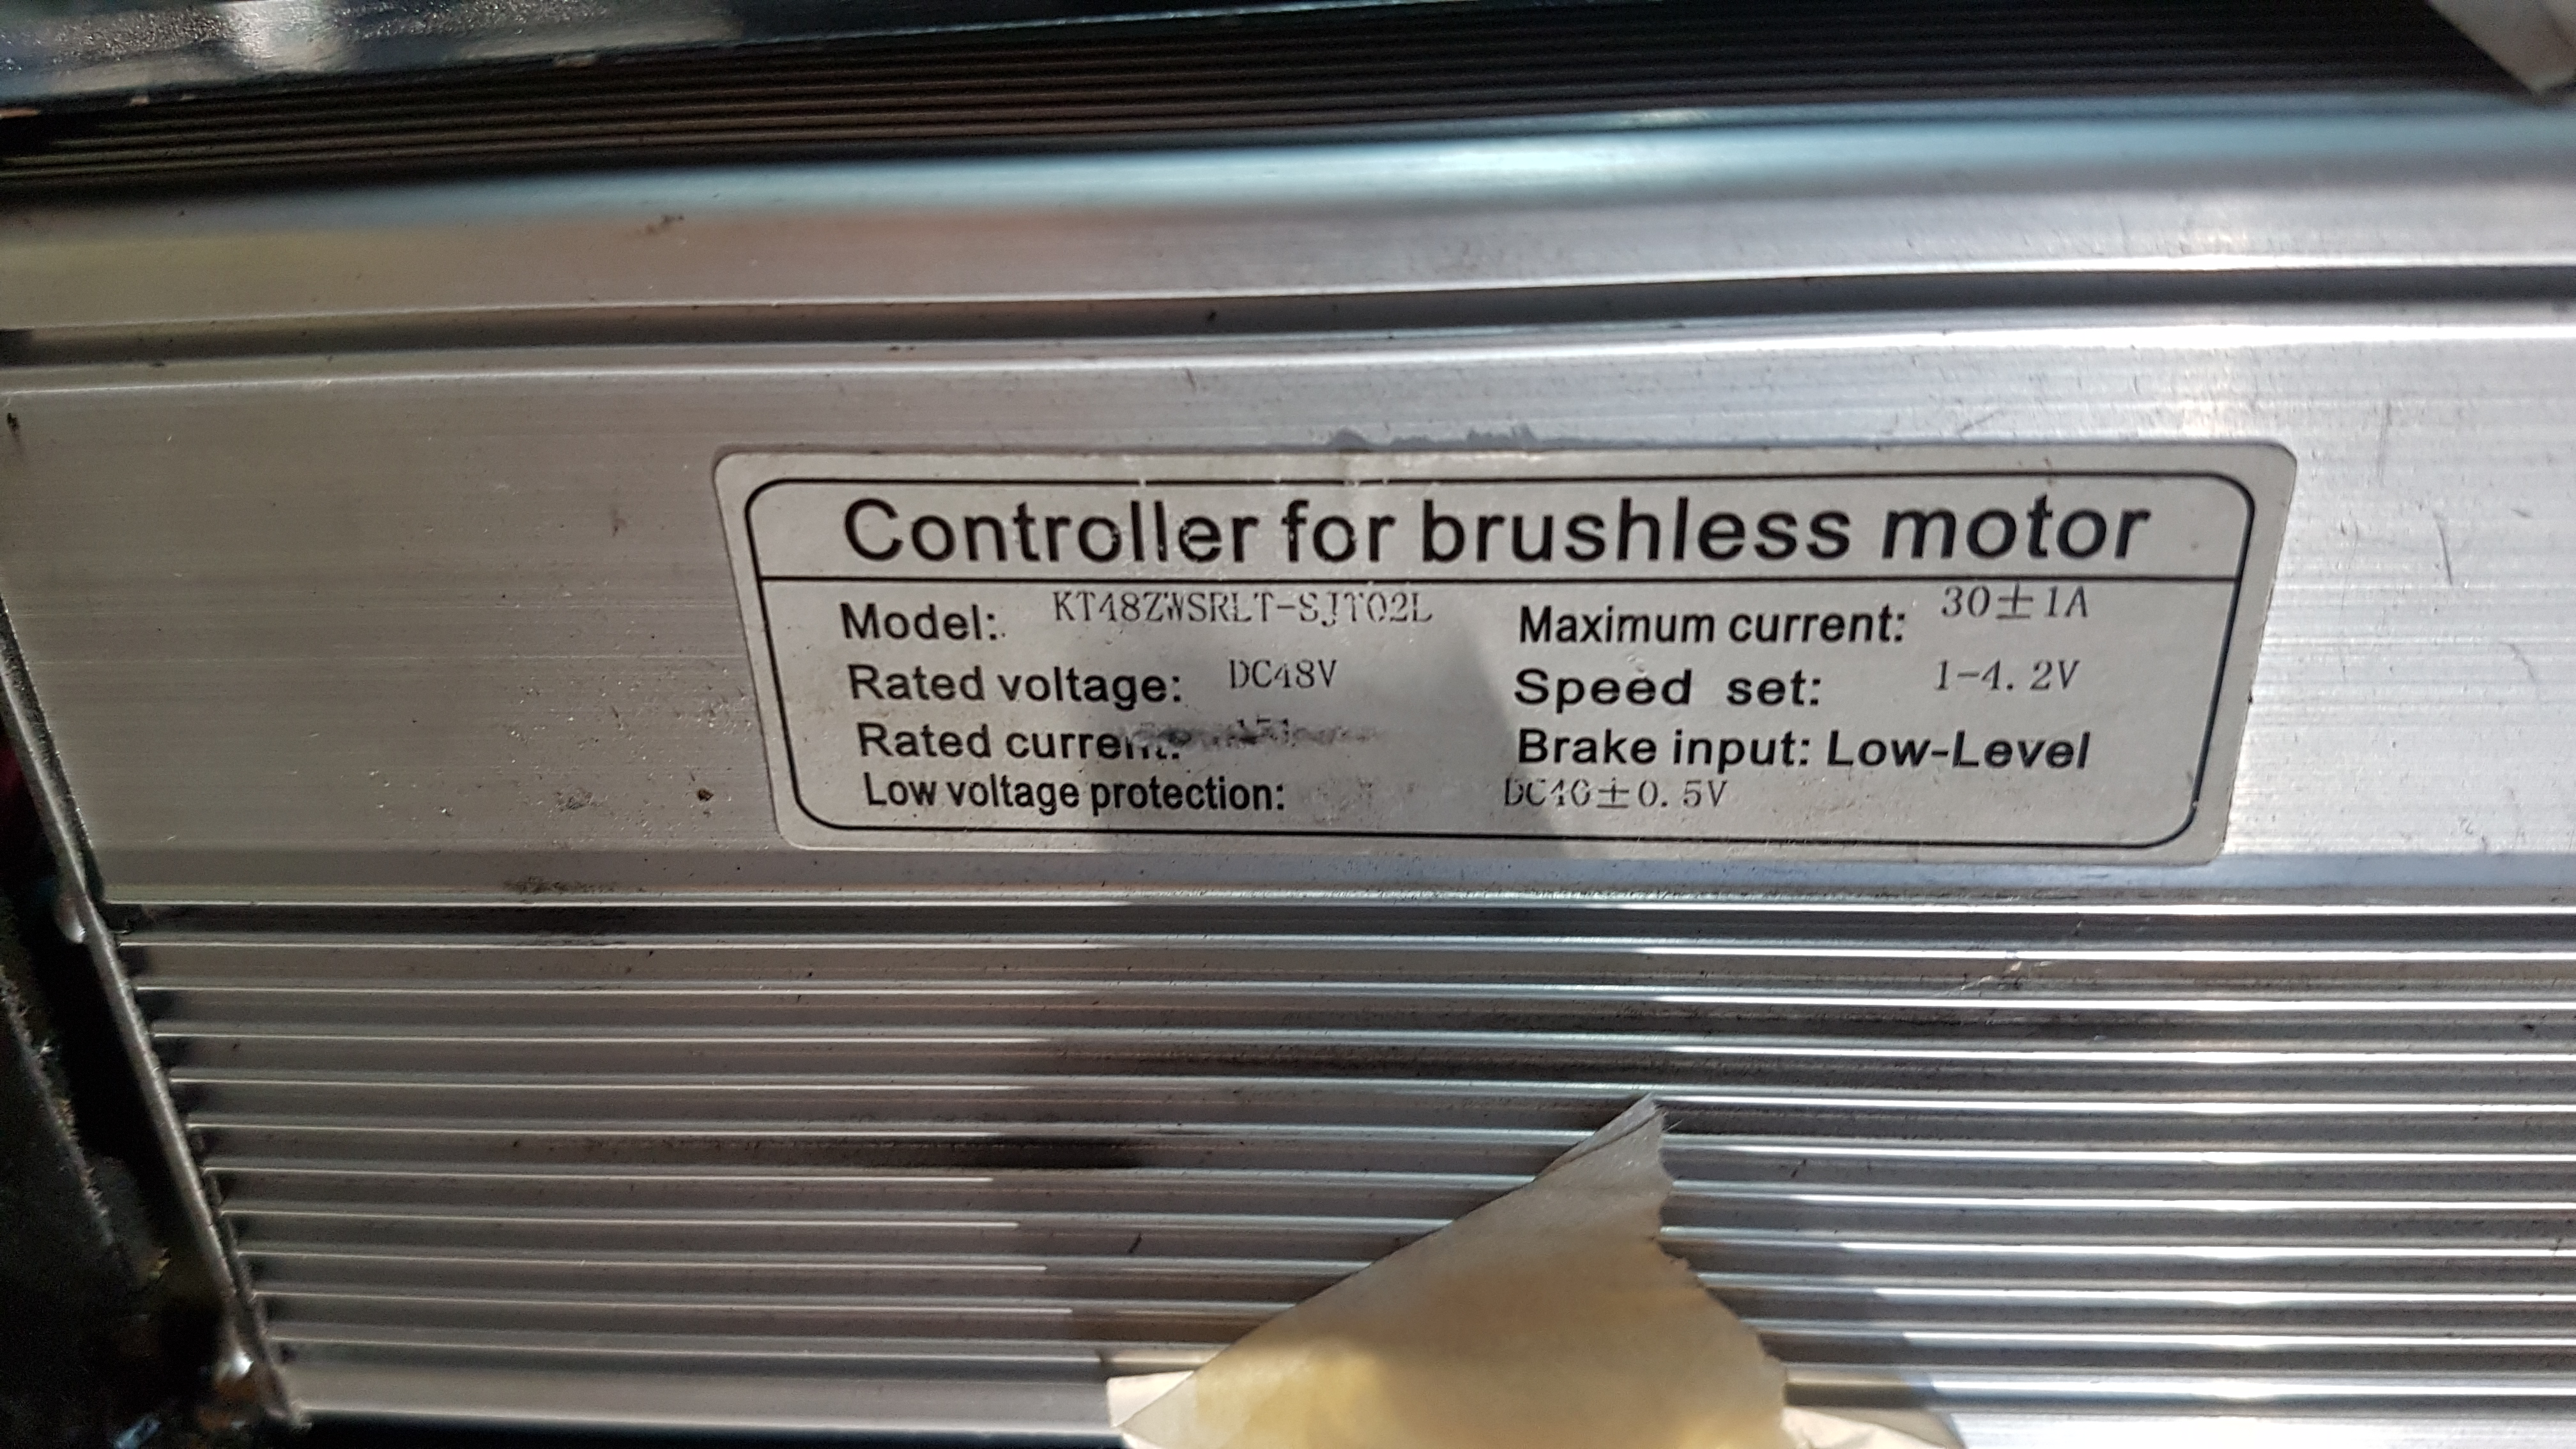 Controller for brushless motor
Model: KT48ZWSRLT-SJT02L Maximum current: 30±1A
Rated voltage: DC48V Speed set: 1-4.2V
Rated current: Brake input: Low-Level
Low voltage protection: DC40±0.5V